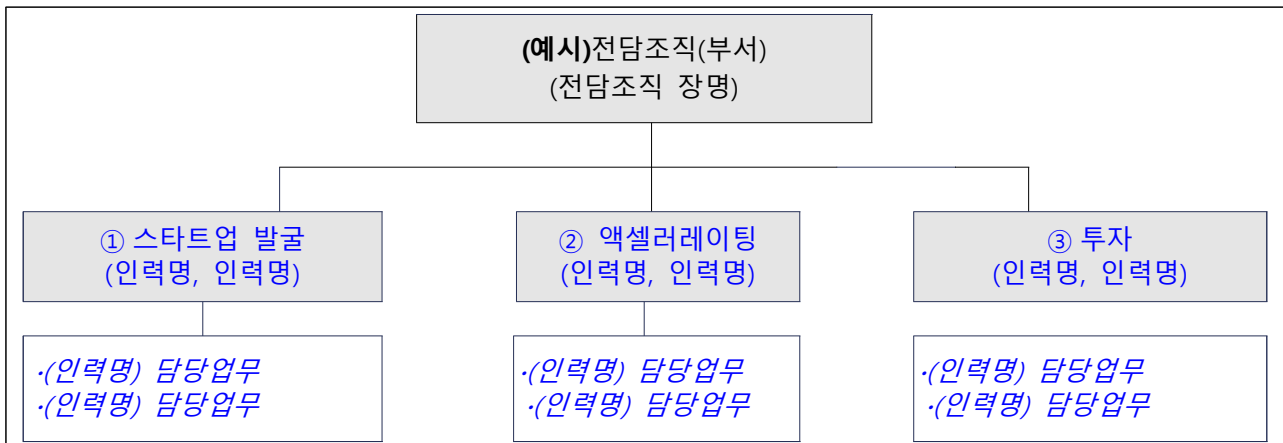 (예시)전담조직(부서)
(전담조직 장명)
① 스타트업 발굴
(인력명, 인력명)
② 액셀러레이팅
(인력명, 인력명)
③ 투자
(인력명, 인력명)
·(인력명) 담당업무
·(인력명) 담당업무
·(인력명) 담당업무
·(인력명) 담당업무
·(인력명) 담당업무
·(인력명) 담당업무